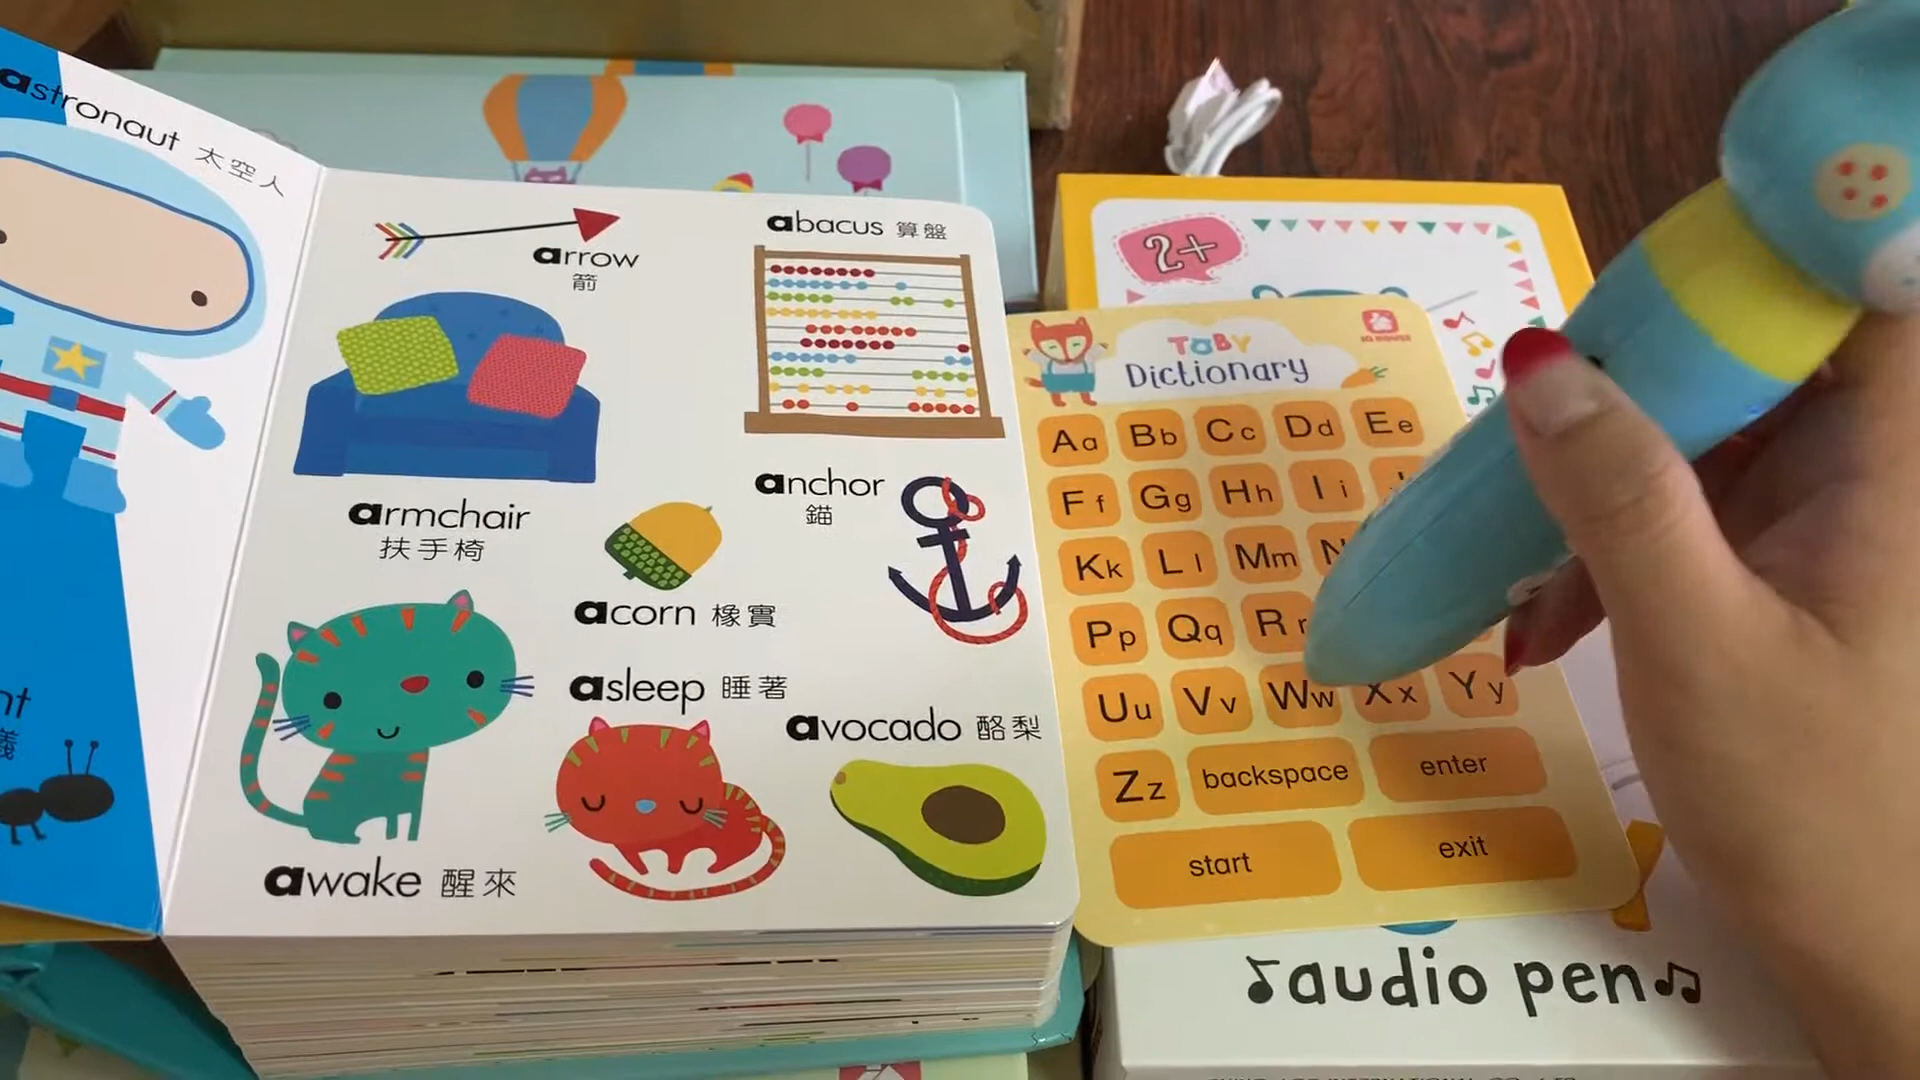 astronaut 太空人
arrow
箭
abacus 算盤
armchair
扶手椅
anchor
錨
acorn 橡實
asleep 睡著
avocado 酪梨
awake 醒來
2+
TOBY
Dictionary
Aa Bb Cc Dd Ee
Ff Gg Hh Ii
Kk Ll Mm N
Pp Qq Rr
Uu Vv Ww Xx Yy
Zz backspace enter
start exit
audio pen